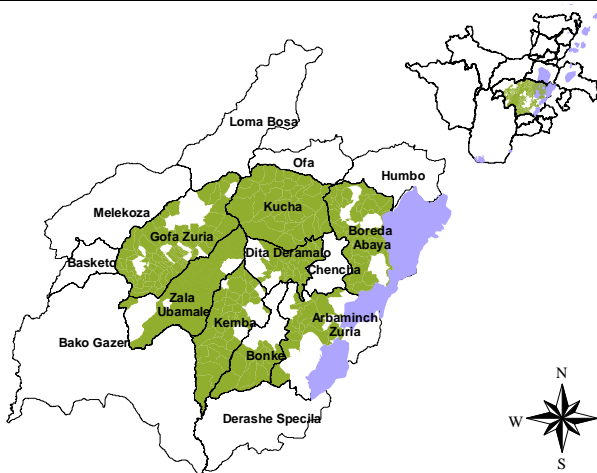 Loma Bosa
Ofa
Humbo
Melekoza
Kucha
Gofa Zuria
Boreda
Abaya
Basketo
Dita Deramalo
Chencha
Zala
Ubamale
Kemba
Arbaminch
Zuria
Bako Gazer
Bonke
Derashe Specila
N
W
E
S